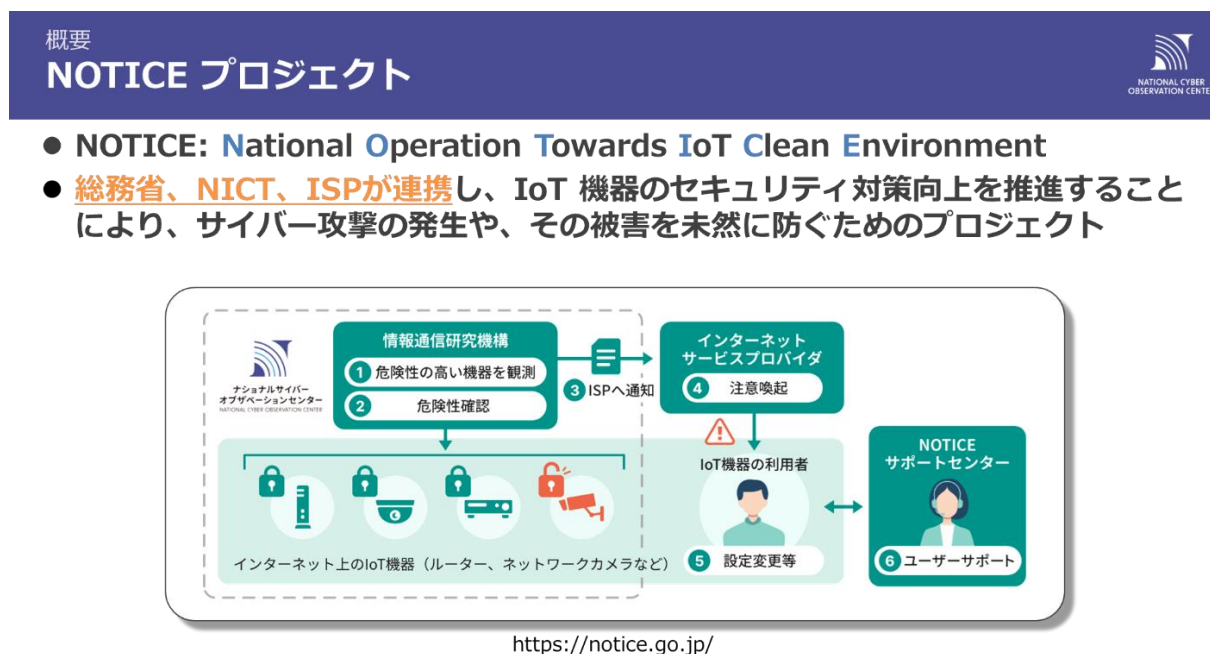 概要
NOTICE プロジェクト
NATIONAL CYBER
OBSERVATION CENTE
● NOTICE: National Operation Towards IoT Clean Environment
● 総務省、NICT、ISPが連携し、IoT 機器のセキュリティ対策向上を推進すること
により、サイバー攻撃の発生や、その被害を未然に防ぐためのプロジェクト
ナショナルサイバー
オブザベーションセンター
NATIONAL CYBER OBSERVATION CENTER
情報通信研究機構
1 危険性の高い機器を観測
2 危険性確認
3 ISPへ通知
インターネット
サービスプロバイダ
4 注意喚起
IoT機器の利用者
5 設定変更等
NOTICE
サポートセンター
6 ユーザーサポート
インターネット上のIoT機器（ルーター、ネットワークカメラなど）
https://notice.go.jp/